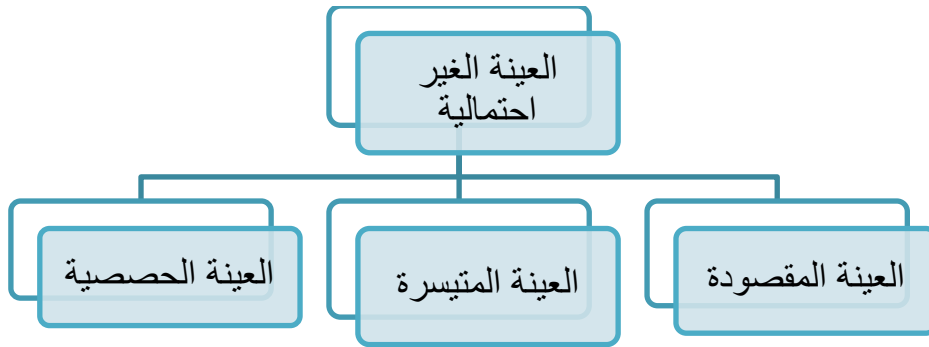 العينة الغير
احتمالية
العينة المقصودة
العينة المتيسرة
العينة الحصصية